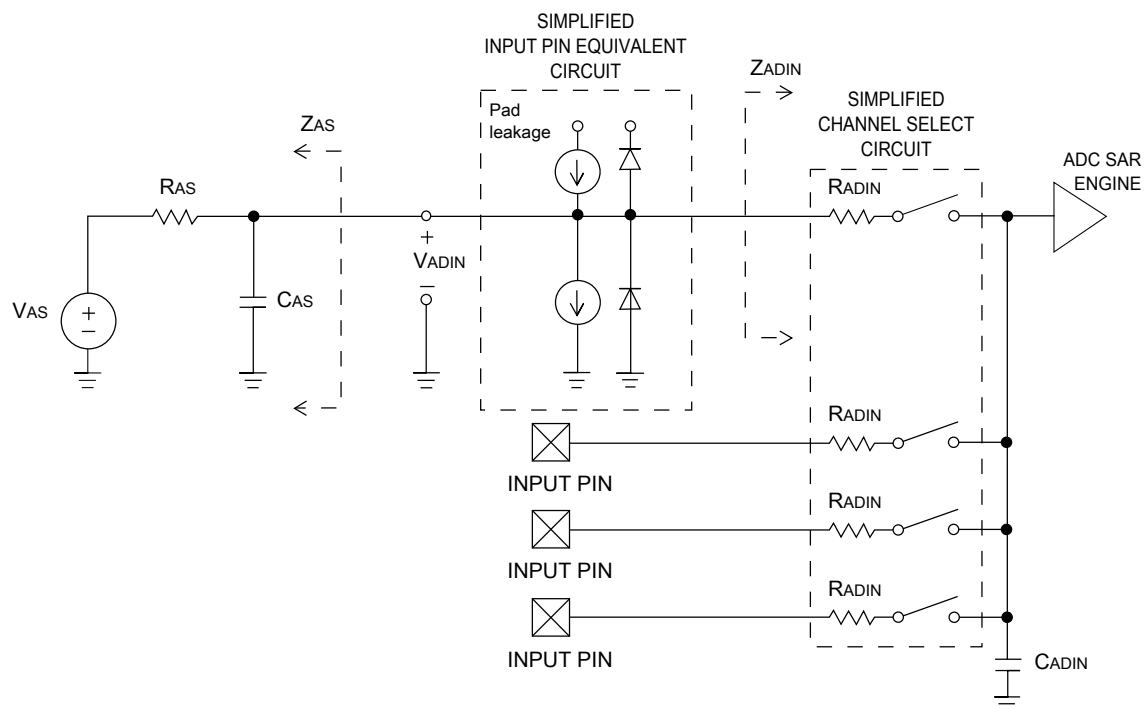 SIMPLIFIED
INPUT PIN EQUIVALENT
CIRCUIT
Pad
leakage
ZADIN
SIMPLIFIED
CHANNEL SELECT
CIRCUIT
ADC SAR
ENGINE
ZAS
RAS
RADIN
+
VADIN
–
CAS
VAS
+
–
RADIN
INPUT PIN
RADIN
INPUT PIN
RADIN
INPUT PIN
CADIN